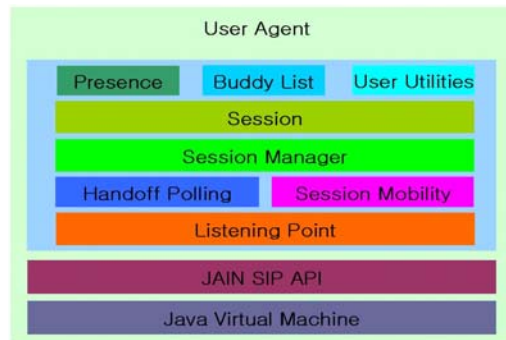 User Agent
Presence Buddy List User Utilities
Session
Session Manager
Handoff Polling Session Mobility
Listening Point
JAIN SIP API
Java Virtual Machine